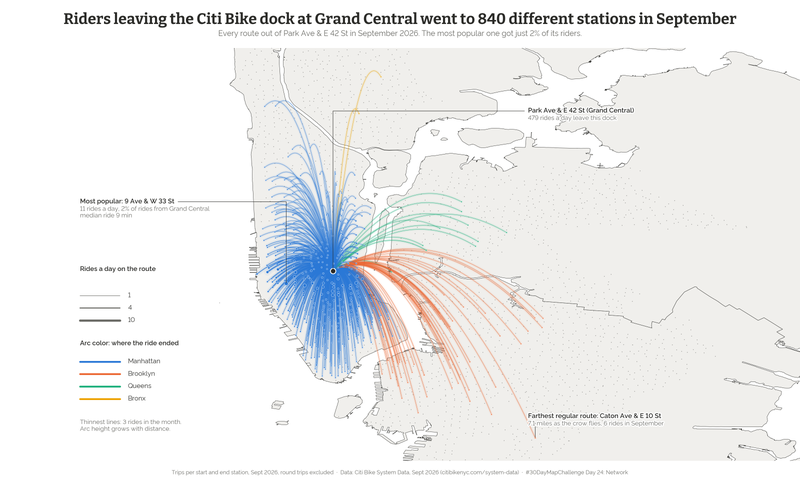 Riders leaving the Citi Bike dock at Grand Central went to 840 different stations in September
Every route out of Park Ave & E 42 St in September 2026. The most popular one got just 2% of its riders.
Park Ave & E 42 St (Grand Central)
479 rides a day leave this dock
Most popular: 9 Ave & W 33 St
11 rides a day, 2% of rides from Grand Central
median ride 9 min
Rides a day on the route
1
4
10
Arc color: where the ride ended
Manhattan
Brooklyn
Queens
Bronx
Thinnest lines: 3 rides in the month.
Arc height grows with distance.
Farthest regular route: Caton Ave & E 10 St
7.1 miles as the crow flies, 6 rides in September
Trips per start and end station, Sept 2026, round trips excluded · Data: Citi Bike System Data, Sept 2026 (citibikenyc.com/system-data) · #30DayMapChallenge Day 24: Network